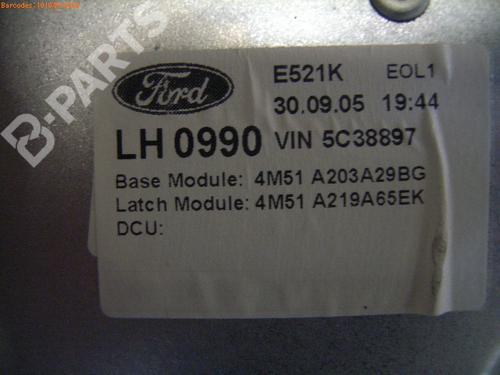 B-PARTS
Ford
E521K EOL1
30.09.05 19:44
LH 0990 VIN 5C38897
Base Module: 4M51 A203A29BG
Latch Module: 4M51 A219A65EK
DCU: